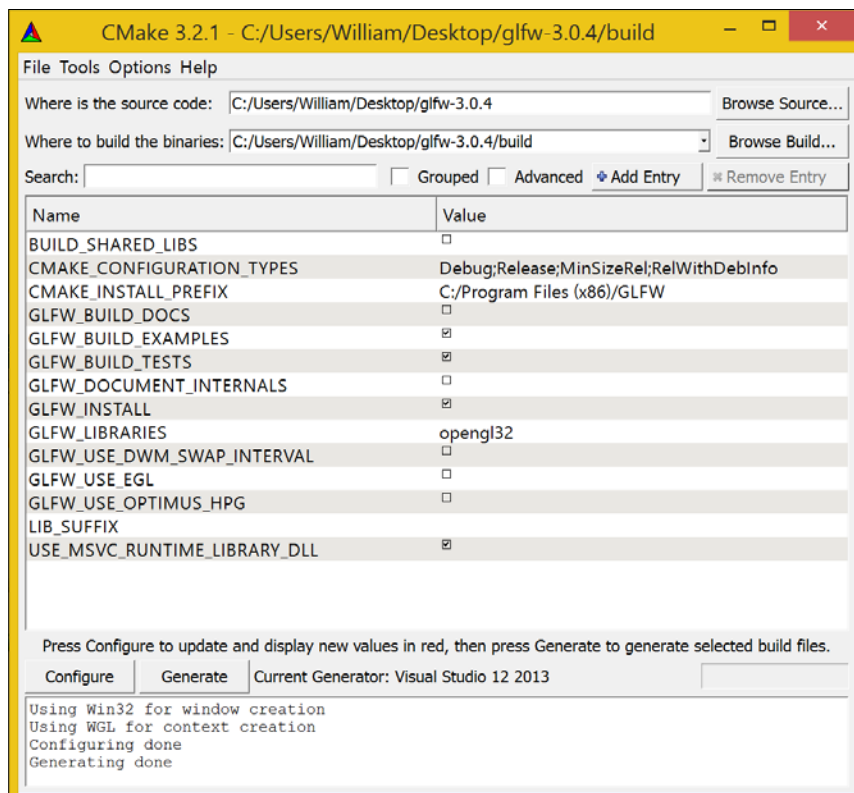 CMake 3.2.1 - C:/Users/William/Desktop/glfw-3.0.4/build
File Tools Options Help
Where is the source code: C:/Users/William/Desktop/glfw-3.0.4 Browse Source...
Where to build the binaries: C:/Users/William/Desktop/glfw-3.0.4/build Browse Build...
Search: Grouped Advanced Add Entry Remove Entry
Name Value
BUILD_SHARED_LIBS
CMAKE_CONFIGURATION_TYPES Debug;Release;MinSizeRel;RelWithDebInfo
CMAKE_INSTALL_PREFIX C:/Program Files (x86)/GLFW
GLFW_BUILD_DOCS
GLFW_BUILD_EXAMPLES
GLFW_BUILD_TESTS
GLFW_DOCUMENT_INTERNALS
GLFW_INSTALL
GLFW_LIBRARIES opengl32
GLFW_USE_DWM_SWAP_INTERVAL
GLFW_USE_EGL
GLFW_USE_OPTIMUS_HPG
LIB_SUFFIX
USE_MSVC_RUNTIME_LIBRARY_DLL
Press Configure to update and display new values in red, then press Generate to generate selected build files.
Configure Generate Current Generator: Visual Studio 12 2013
Using Win32 for window creation
Using WGL for context creation
Configuring done
Generating done